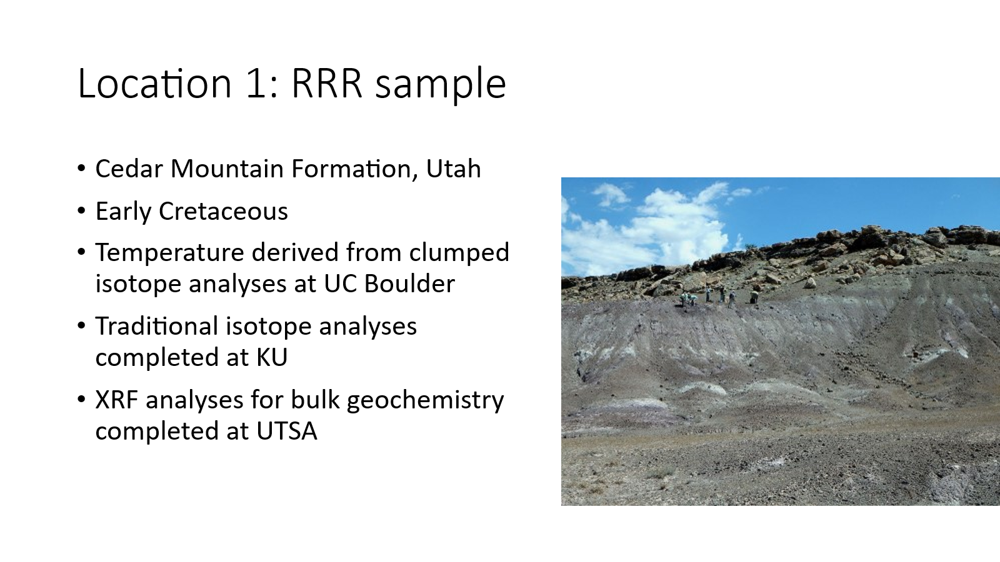 Location 1: RRR sample
• Cedar Mountain Formation, Utah
• Early Cretaceous
• Temperature derived from clumped
isotope analyses at UC Boulder
• Traditional isotope analyses
completed at KU
• XRF analyses for bulk geochemistry
completed at UTSA